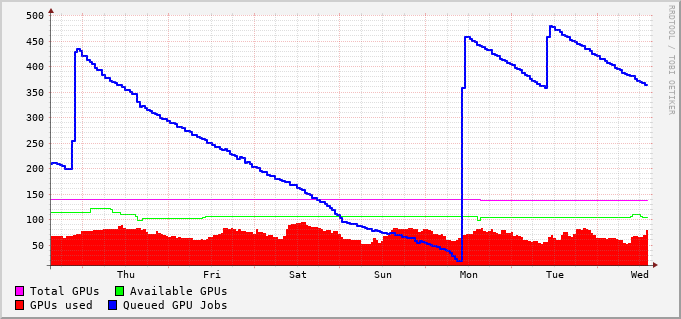 500
450
400
350
300
250
200
150
100
50
Thu Fri Sat Sun Mon Tue Wed
Total GPUs Available GPUs
GPUs used Queued GPU Jobs
RRDTOOL / TOBI OETIKER